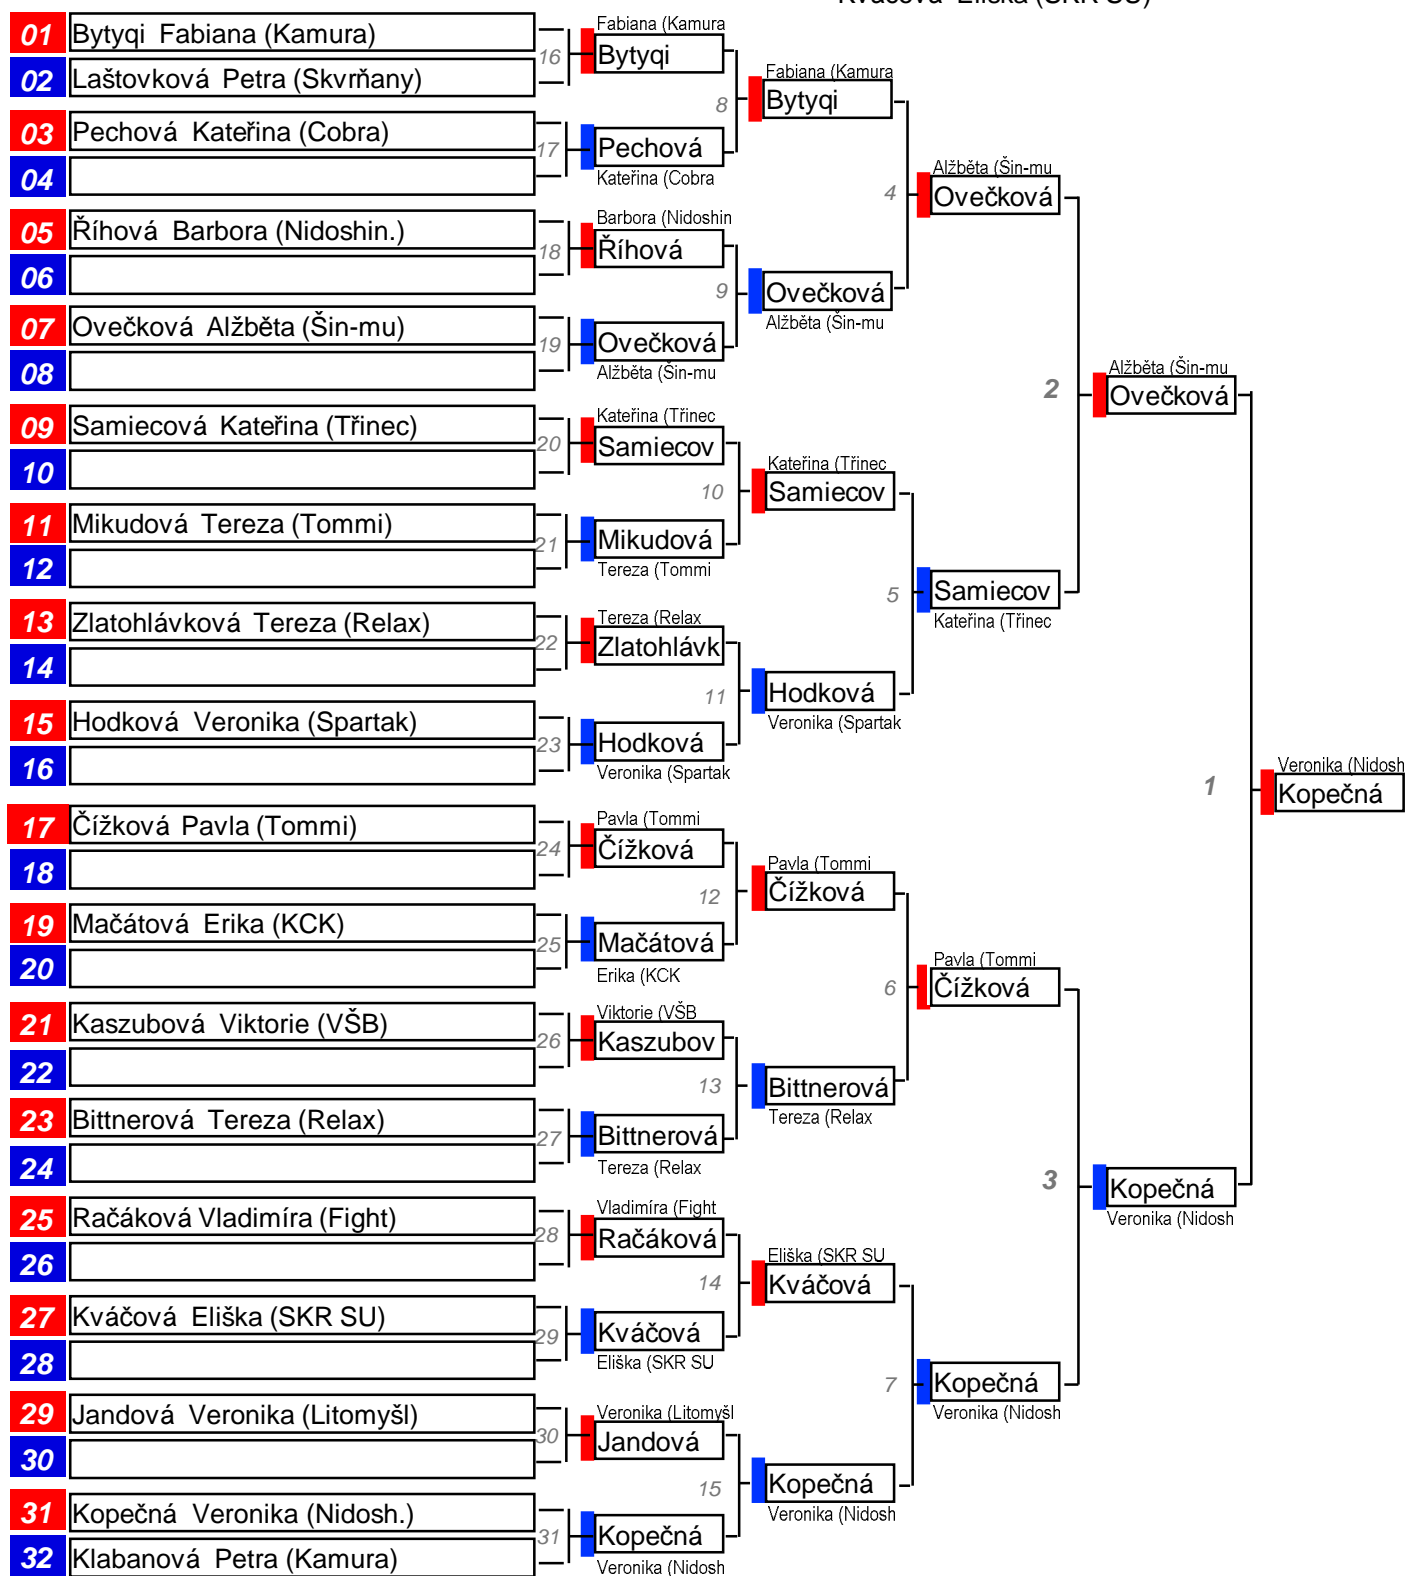 Kváčová Eliška (SKR SU)
01 Bytyqi Fabiana (Kamura)
02 Laštovková Petra (Skvrňany)
03 Pechová Kateřina (Cobra)
04
05 Říhová Barbora (Nidoshin.)
06
07 Ovečková Alžběta (Šin-mu)
08
09 Samiecová Kateřina (Třinec)
10
11 Mikudová Tereza (Tommi)
12
13 Zlatohlávková Tereza (Relax)
14
15 Hodková Veronika (Spartak)
16
17 Čížková Pavla (Tommi)
18
19 Mačátová Erika (KCK)
20
21 Kaszubová Viktorie (VŠB)
22
23 Bittnerová Tereza (Relax)
24
25 Račáková Vladimíra (Fight)
26
27 Kváčová Eliška (SKR SU)
28
29 Jandová Veronika (Litomyšl)
30
31 Kopečná Veronika (Nidosh.)
32 Klabanová Petra (Kamura)
16
Fabiana (Kamura
Bytyqi
17
Pechová
Kateřina (Cobra
18
Barbora (Nidoshin
Říhová
19
Ovečková
Alžběta (Šin-mu
20
Kateřina (Třinec
Samiecov
21
Mikudová
Tereza (Tommi
22
Tereza (Relax
Zlatohlávk
23
Hodková
Veronika (Spartak
24
Pavla (Tommi
Čížková
25
Mačátová
Erika (KCK
26
Viktorie (VŠB
Kaszubov
27
Bittnerová
Tereza (Relax
28
Vladimíra (Fight
Račáková
29
Kváčová
Eliška (SKR SU
30
Veronika (Litomyšl
Jandová
31
Kopečná
Veronika (Nidosh
8
Fabiana (Kamura
Bytyqi
9
Ovečková
Alžběta (Šin-mu
10
Kateřina (Třinec
Samiecov
11
Hodková
Veronika (Spartak
12
Pavla (Tommi
Čížková
13
Bittnerová
Tereza (Relax
14
Eliška (SKR SU
Kváčová
15
Kopečná
Veronika (Nidosh
4
Alžběta (Šin-mu
Ovečková
5
Samiecov
Kateřina (Třinec
6
Pavla (Tommi
Čížková
7
Kopečná
Veronika (Nidosh
2
Alžběta (Šin-mu
Ovečková
3
Kopečná
Veronika (Nidosh
1
Veronika (Nidosh
Kopečná